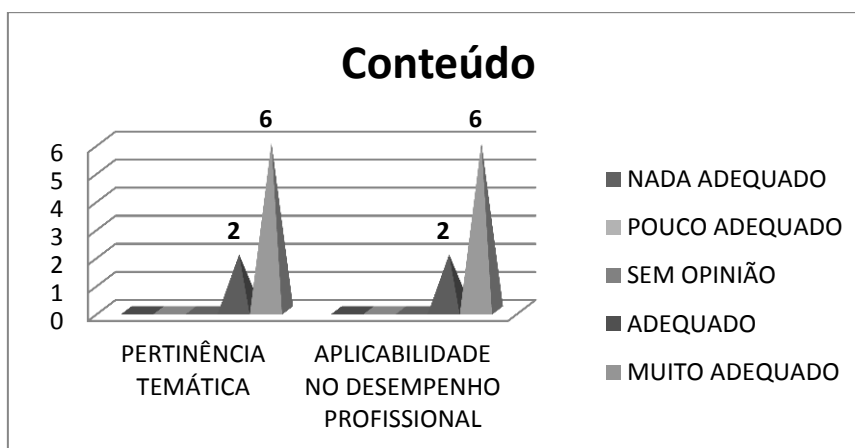 Conteúdo
6
6
6
5
4
3
2
1
0
2
2
PERTINÊNCIA
TEMÁTICA
APLICABILIDADE
NO DESEMPENHO
PROFISSIONAL
NADA ADEQUADO
POUCO ADEQUADO
SEM OPINIÃO
ADEQUADO
MUITO ADEQUADO